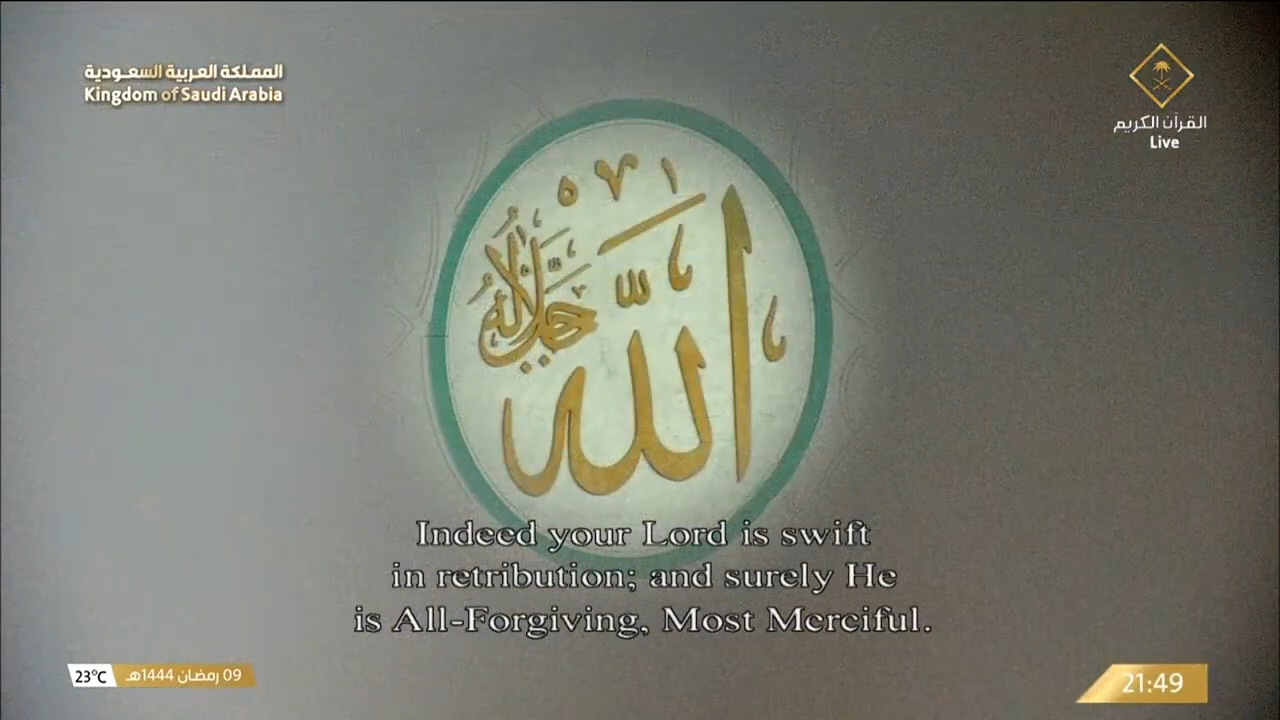 المملكة العربية السعودية
Kingdom of Saudi Arabia
القرآن الكريم
Live
الله
جل جلاله
Indeed your Lord is swift
in retribution; and surely He
is All-Forgiving, Most Merciful.
23°C
09 رمضان 1444هـ
21:49